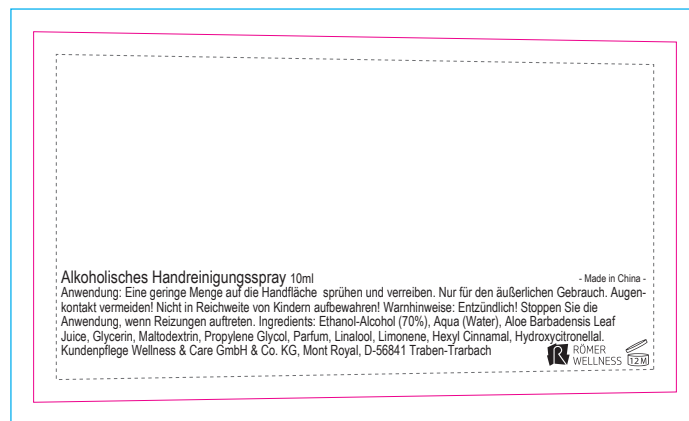 Alkoholisches Handreinigungsspray 10ml - Made in China -
Anwendung: Eine geringe Menge auf die Handfläche sprühen und verreiben. Nur für den äußerlichen Gebrauch. Augen-
kontakt vermeiden! Nicht in Reichweite von Kindern aufbewahren! Warnhinweise: Entzündlich! Stoppen Sie die
Anwendung, wenn Reizungen auftreten. Ingredients: Ethanol-Alcohol (70%), Aqua (Water), Aloe Barbadensis Leaf
Juice, Glycerin, Maltodextrin, Propylene Glycol, Parfum, Linalool, Limonene, Hexyl Cinnamal, Hydroxycitronellal.
Kundenpflege Wellness & Care GmbH & Co. KG, Mont Royal, D-56841 Traben-Trarbach
R RÖMER
WELLNESS
12 M